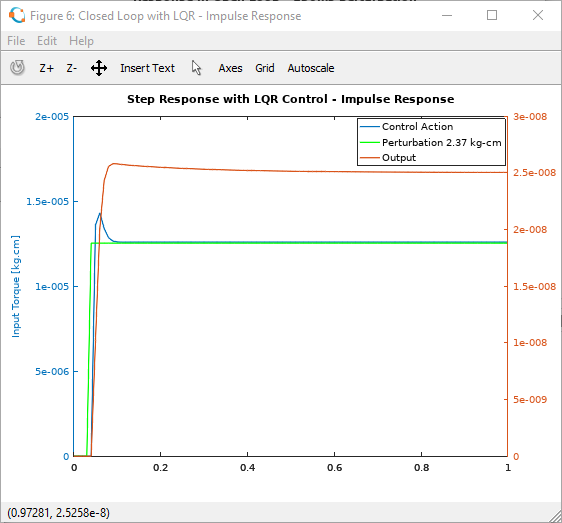 Figure 6: Closed Loop with LQR - Impulse Response
File Edit Help
Z+ Z- Insert Text Axes Grid Autoscale
Step Response with LQR Control - Impulse Response
2e-005
1.5e-005
1e-005
5e-006
0
Input Torque [kg.cm]
Control Action
Perturbation 2.37 kg-cm
Output
3e-008
2.5e-008
2e-008
1.5e-008
1e-008
5e-009
0
0 0.2 0.4 0.6 0.8 1
(0.97281, 2.5258e-8)